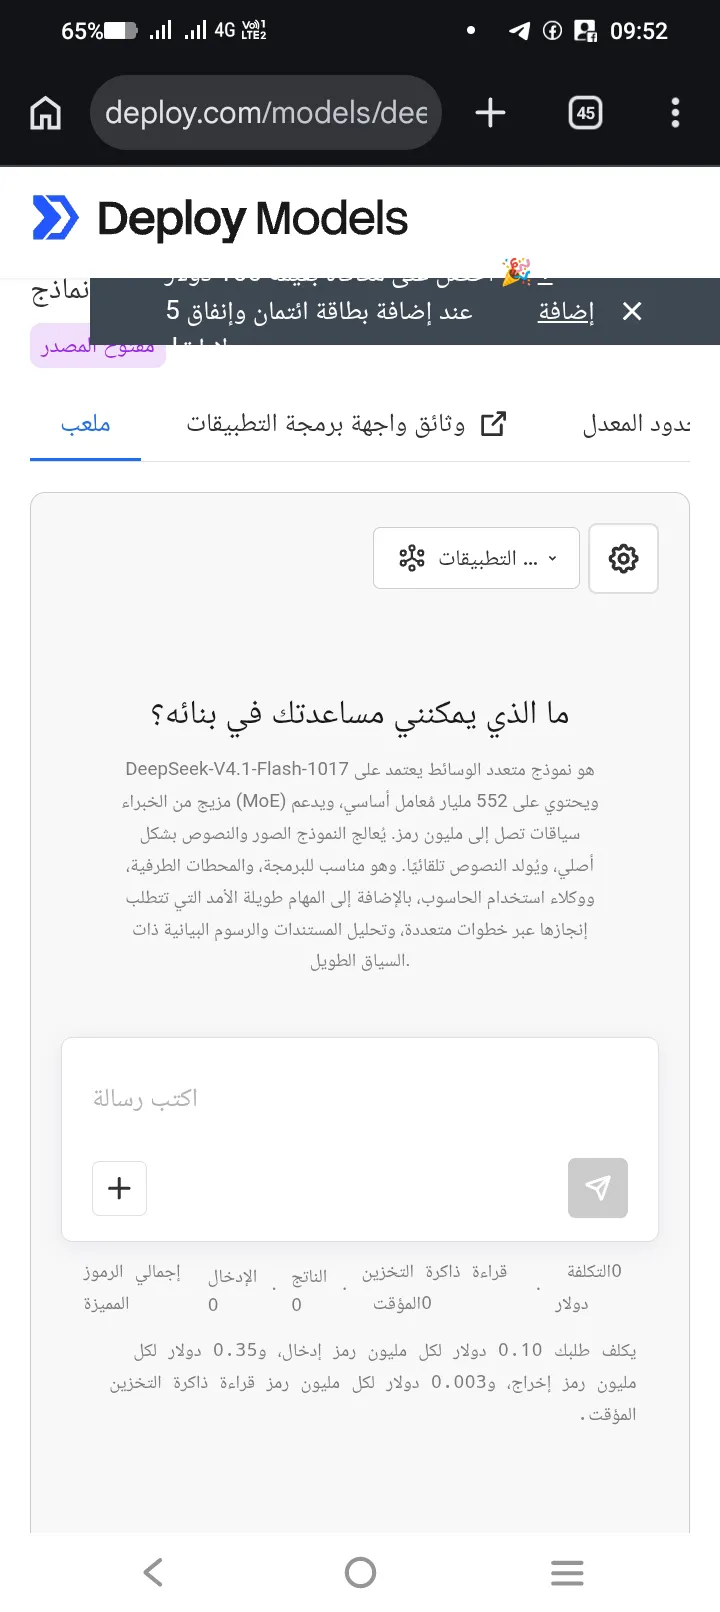 65%
4G
Vo))1
LTE2
09:52
deploy.com/models/dee
45
Deploy Models
نماذج
عند إضافة بطاقة ائتمان وإنفاق 5
إضافة
مفتوح المصدر
ملعب
وثائق واجهة برمجة التطبيقات
حدود المعدل
التطبيقات ...
ما الذي يمكنني مساعدتك في بنائه؟
DeepSeek-V4.1-Flash-1017 هو نموذج متعدد الوسائط يعتمد على
مزيج من الخبراء (MoE) ويحتوي على 552 مليار مُعامل أساسي، ويدعم
سياقات تصل إلى مليون رمز. يُعالج النموذج الصور والنصوص بشكل
أصلي، ويُولد النصوص تلقائيًا. وهو مناسب للبرمجة، والمحطات الطرفية،
ووكلاء استخدام الحاسوب، بالإضافة إلى المهام طويلة الأمد التي تتطلب
إنجازها عبر خطوات متعددة، وتحليل المستندات والرسوم البيانية ذات
السياق الطويل.
اكتب رسالة
إجمالي الرموز المميزة
الإدخال 0
·
الناتج 0
·
قراءة ذاكرة التخزين المؤقت0
·
التكلفة0 دولار
يكلف طلبك 0.10 دولار لكل مليون رمز إدخال، و0.35 دولار لكل
مليون رمز إخراج، و0.003 دولار لكل مليون رمز قراءة ذاكرة التخزين
المؤقت.